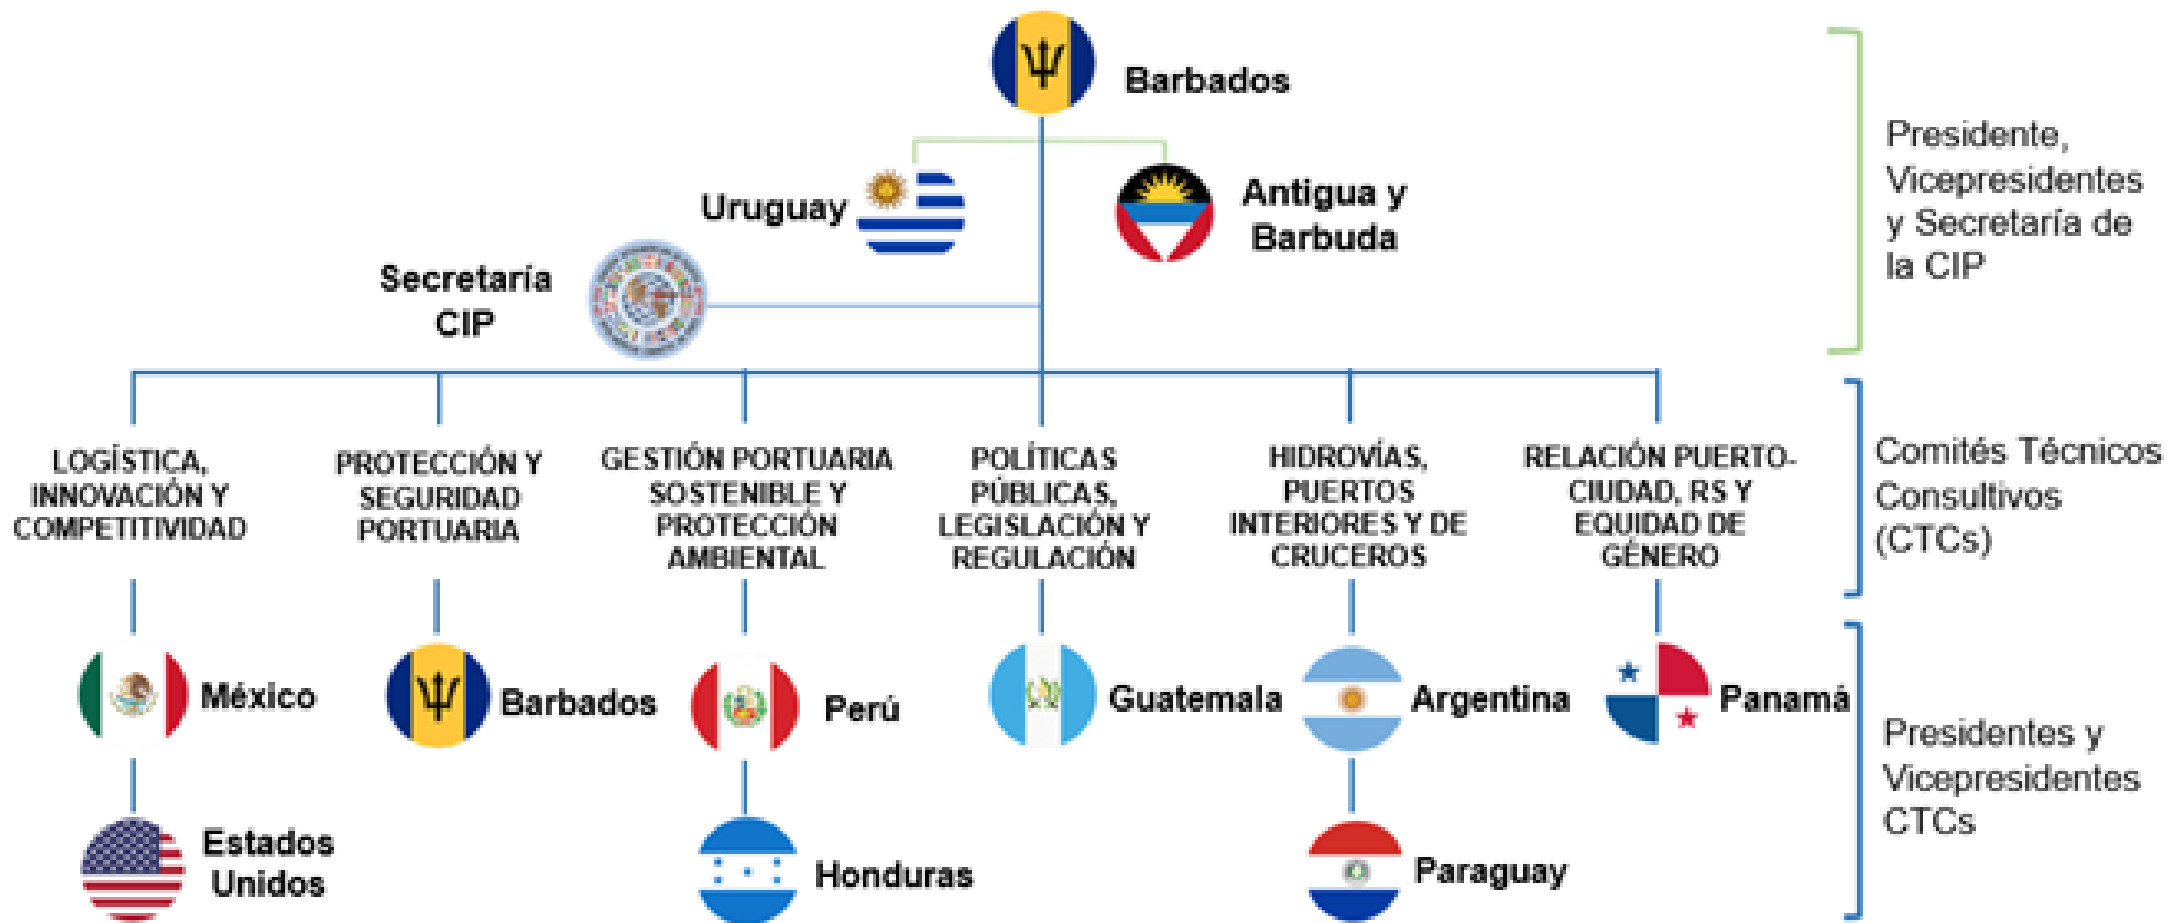 Barbados
Uruguay
Antigua y
Barbuda
Secretaría
CIP
Presidente,
Vicepresidentes
y Secretaría de
la CIP
LOGÍSTICA,
INNOVACIÓN Y
COMPETITIVIDAD
PROTECCIÓN Y
SEGURIDAD
PORTUARIA
GESTIÓN PORTUARIA
SOSTENIBLE Y
PROTECCIÓN
AMBIENTAL
POLÍTICAS
PÚBLICAS,
LEGISLACIÓN Y
REGULACIÓN
HIDROVÍAS,
PUERTOS
INTERIORES Y DE
CRUCEROS
RELACIÓN PUERTO-
CIUDAD, RS Y
EQUIDAD DE
GÉNERO
Comités Técnicos
Consultivos
(CTCs)
México
Barbados
Perú
Guatemala
Argentina
Panamá
Estados
Unidos
Honduras
Paraguay
Presidentes y
Vicepresidentes
CTCs